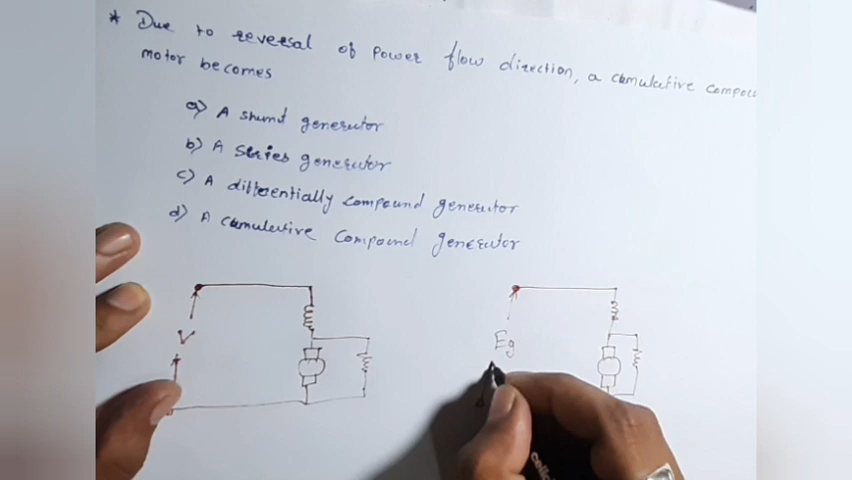 * Due to reversal of power flow direction, a cumulative compou
motor becomes
a) A shunt generator
b) A series generator
c) A differentially compound generator
d) A cumulative compound generator
V
Eg
cello